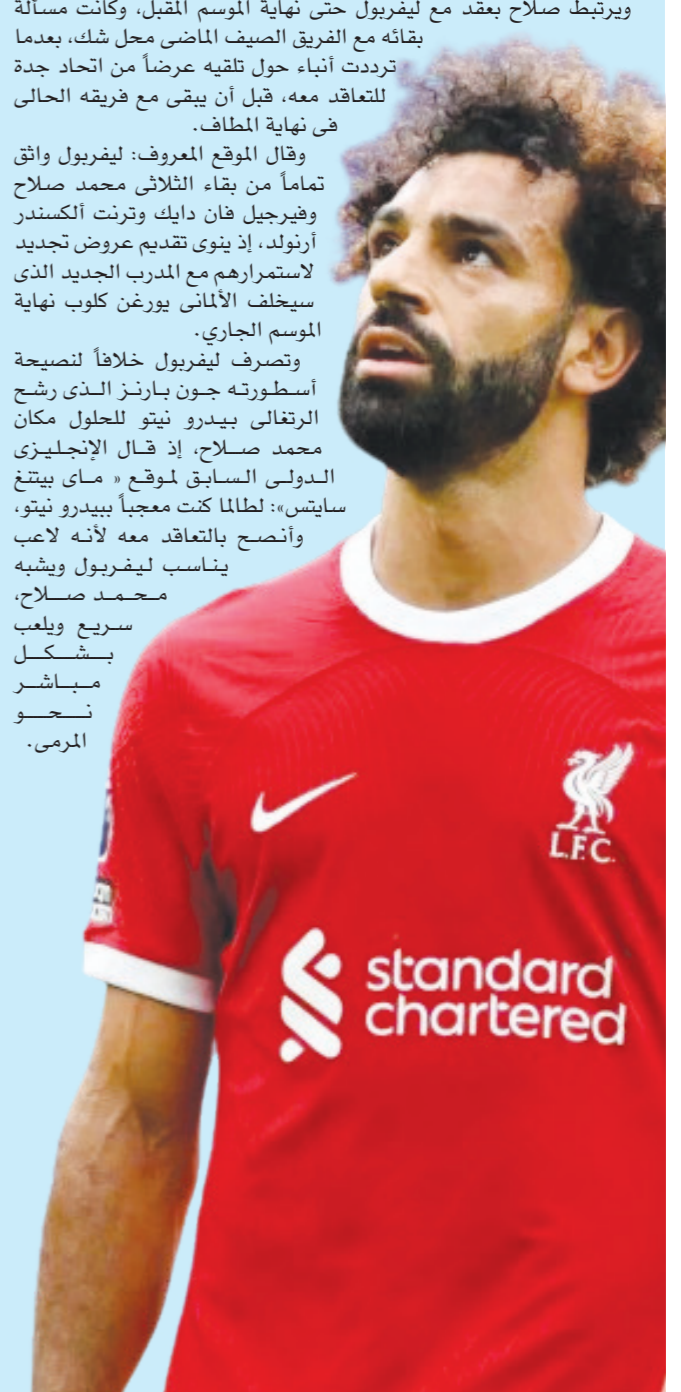 ويرتبط صلاح بعقد مع ليفربول حتى نهاية الموسم المقبل، وكانت مسألة
بقائه مع الفريق الصيف الماضى محل شك، بعدما
ترددت أنباء حول تلقيه عرضاً من اتحاد جدة
للتعاقد معه، قبل أن يبقى مع فريقه الحالى
فى نهاية المطاف.
وقال الموقع المعروف: ليفربول واثق
تماماً من بقاء الثلاثى محمد صلاح
وفيرجيل فان دايك وترنت ألكسندر
أرنولد، إذ ينوى تقديم عروض تجديد
لاستمرارهم مع المدرب الجديد الذى
سيخلف الألمانى يورغن كلوب نهاية
الموسم الجاري.
وتصرف ليفربول خلافاً لنصيحة
أسطورته جون بارنز الذى رشح
الرتغالى بيدرو نيتو للحلول مكان
محمد صلاح، إذ قال الإنجليزى
الدولى السابق لموقع « ماى بيتنغ
سايتس»: لطالما كنت معجباً ببيدرو نيتو،
وأنصح بالتعاقد معه لأنه لاعب
يناسب ليفربول ويشبه
محمد صلاح،
سريع ويلعب
بشكل
مباشر
نحو
المرمى.
L.F.C.
standard
chartered